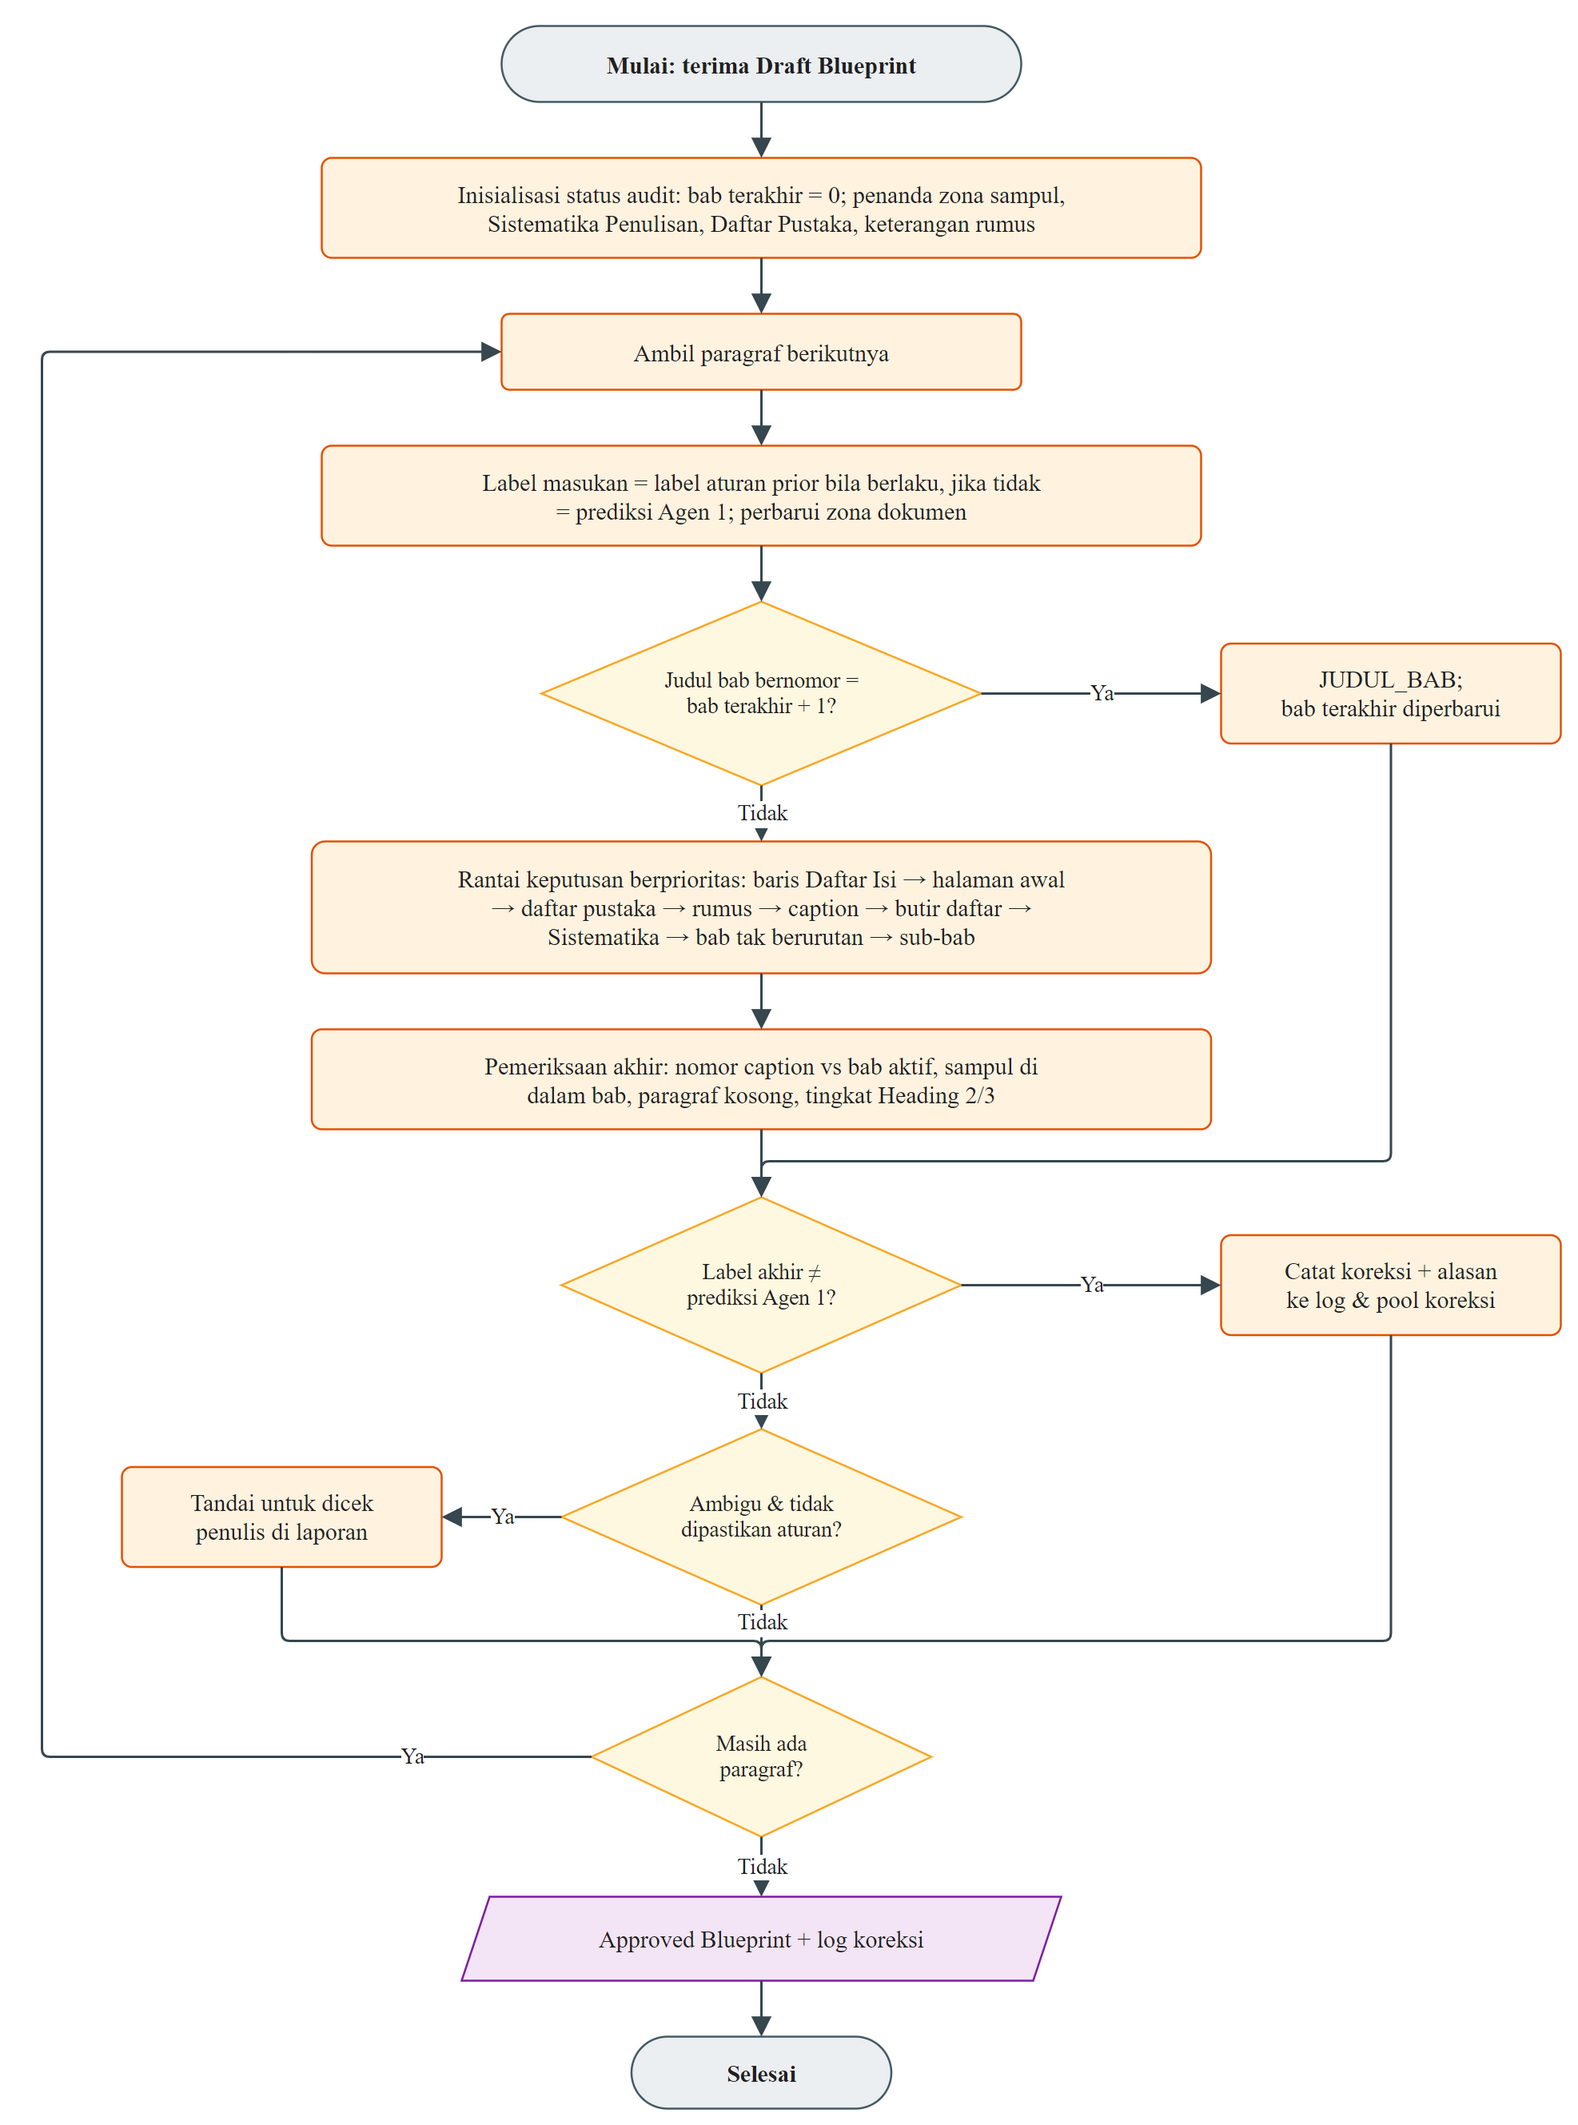 Mulai: terima Draft Blueprint
Inisialisasi status audit: bab terakhir = 0; penanda zona sampul,
Sistematika Penulisan, Daftar Pustaka, keterangan rumus
Ambil paragraf berikutnya
Label masukan = label aturan prior bila berlaku, jika tidak
= prediksi Agen 1; perbarui zona dokumen
Judul bab bernomor =
bab terakhir + 1?
Ya
JUDUL_BAB;
bab terakhir diperbarui
Tidak
Rantai keputusan berprioritas: baris Daftar Isi → halaman awal
→ daftar pustaka → rumus → caption → butir daftar →
Sistematika → bab tak berurutan → sub-bab
Pemeriksaan akhir: nomor caption vs bab aktif, sampul di
dalam bab, paragraf kosong, tingkat Heading 2/3
Label akhir ≠
prediksi Agen 1?
Ya
Catat koreksi + alasan
ke log & pool koreksi
Tidak
Ambigu & tidak
dipastikan aturan?
Ya
Tandai untuk dicek
penulis di laporan
Tidak
Masih ada
paragraf?
Ya
Tidak
Approved Blueprint + log koreksi
Selesai